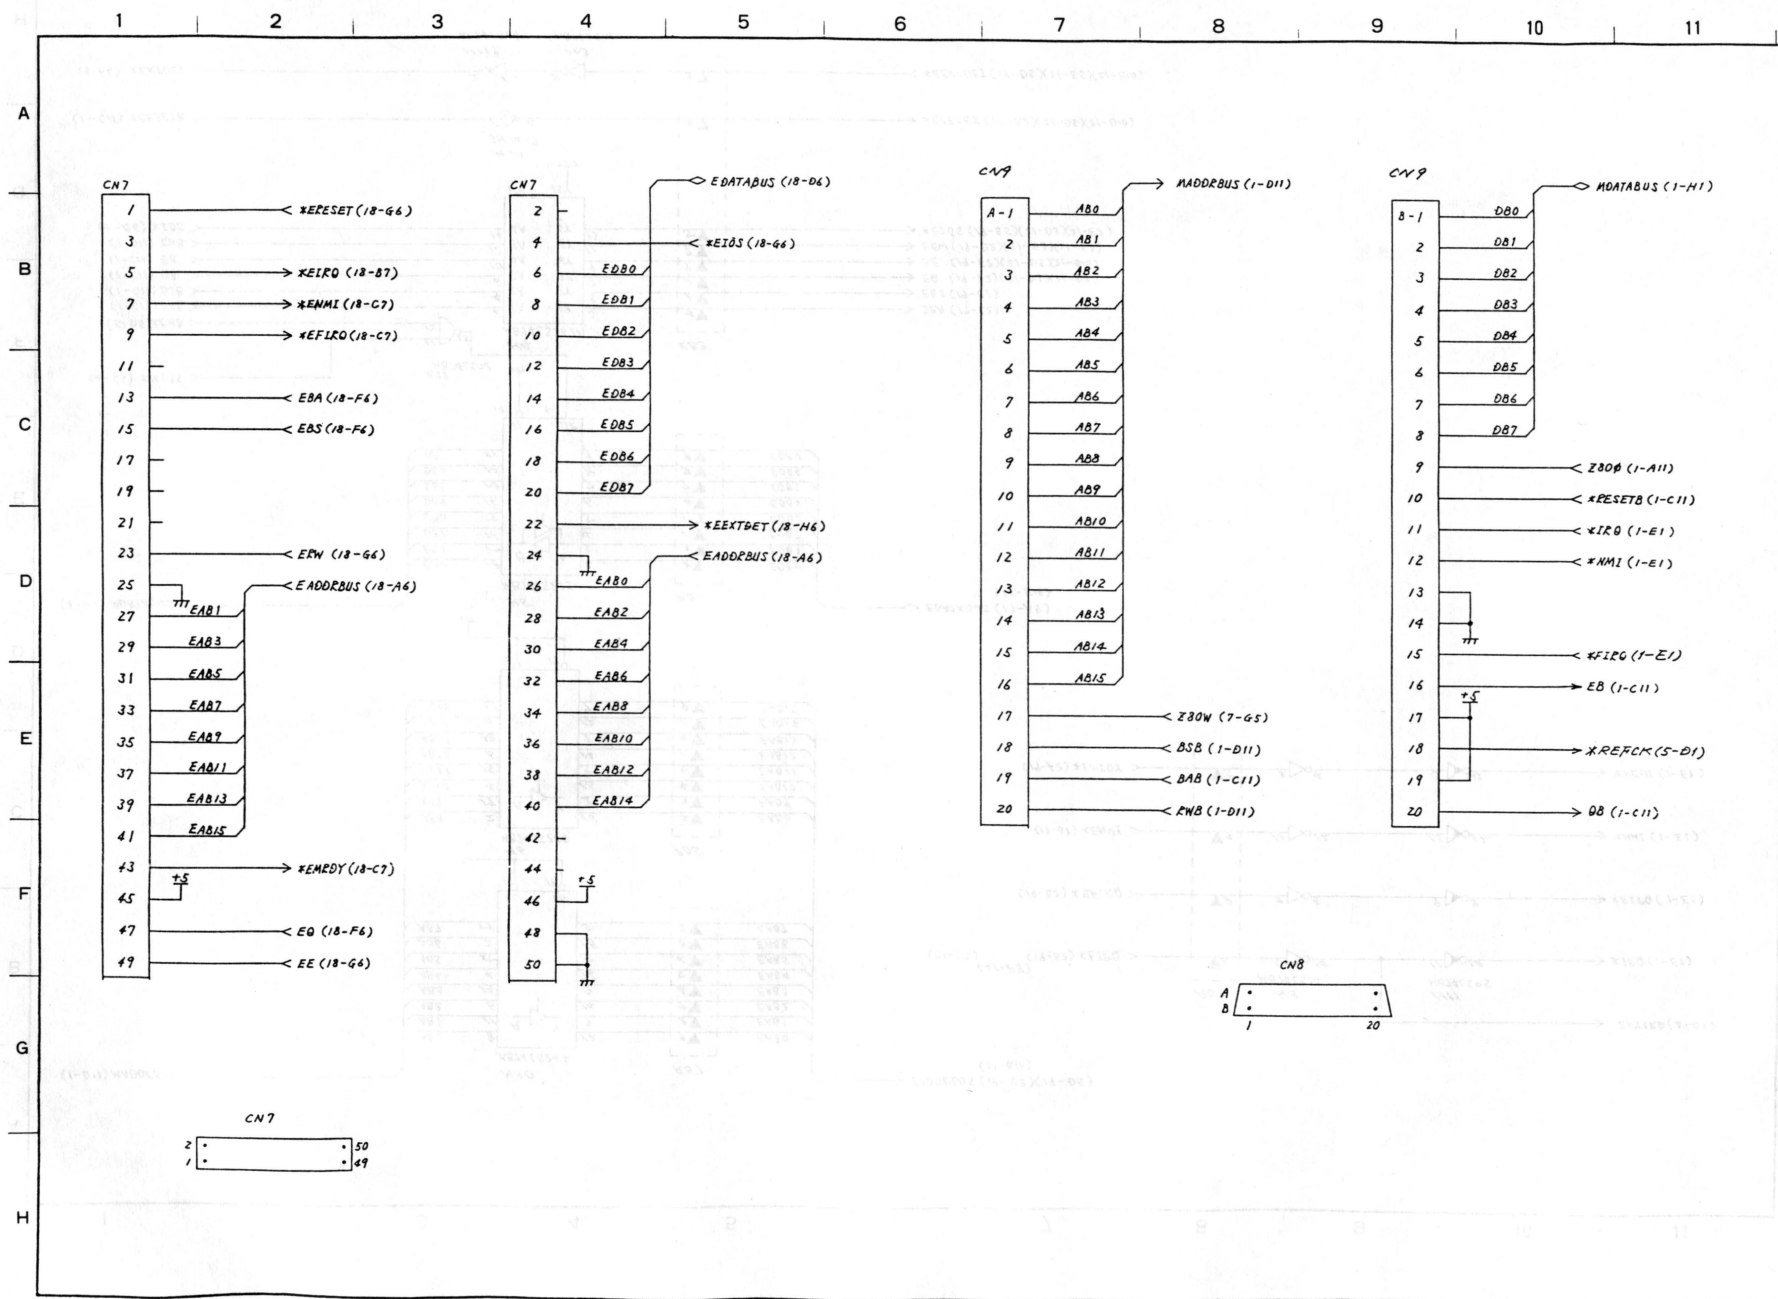 1 2 3 4 5 6 7 8 9 10 11
A
B
C
D
E
F
G
H
CN7
1 *ERESET (18-G6)
3
5 *EIRQ (18-B7)
7 *ENMI (18-C7)
9 *EFIRQ (18-C7)
11
13 EBA (18-F6)
15 EBS (18-F6)
17
19
21
23 ERW (18-G6)
25 EADDRBUS (18-A6)
27 EAB1
29 EAB3
31 EAB5
33 EAB7
35 EAB9
37 EAB11
39 EAB13
41 EAB15
43 *EMRDY (18-C7)
+5
45
47 EQ (18-F6)
49 EE (18-G6)
CN7
EDATABUS (18-D6)
2
4 *EIOS (18-G6)
6 EDB0
8 EDB1
10 EDB2
12 EDB3
14 EDB4
16 EDB5
18 EDB6
20 EDB7
22 *EEXTDET (18-H6)
24 EADDRBUS (18-A6)
26 EAB0
28 EAB2
30 EAB4
32 EAB6
34 EAB8
36 EAB10
38 EAB12
40 EAB14
42
44
+5
46
48
50
CN9
MADDRBUS (1-D11)
A-1 AB0
2 AB1
3 AB2
4 AB3
5 AB4
6 AB5
7 AB6
8 AB7
9 AB8
10 AB9
11 AB10
12 AB11
13 AB12
14 AB13
15 AB14
16 AB15
17 Z80W (7-G5)
18 BSB (1-D11)
19 BAB (1-C11)
20 RWB (1-D11)
CN9
MDATABUS (1-H1)
B-1 DB0
2 DB1
3 DB2
4 DB3
5 DB4
6 DB5
7 DB6
8 DB7
9 Z80φ (1-A11)
10 *RESETB (1-C11)
11 *IRQ (1-E1)
12 *NMI (1-E1)
13
14
15 *FIRQ (1-E1)
16 EB (1-C11)
+5
17
18 *REFCK (5-D1)
19
20 QB (1-C11)
CN8
A
B
1 20
CN7
2 50
1 49